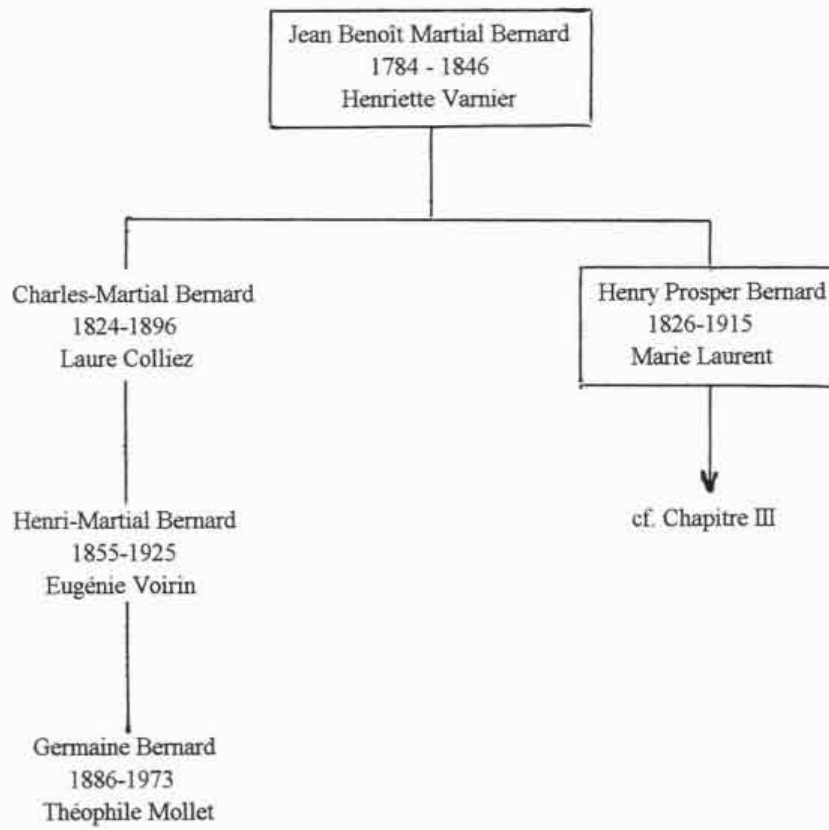 Jean Benoît Martial Bernard
1784 - 1846
Henriette Varnier
Charles-Martial Bernard
1824-1896
Laure Colliez
Henry Prosper Bernard
1826-1915
Marie Laurent
Henri-Martial Bernard
1855-1925
Eugénie Voirin
cf. Chapitre III
Germaine Bernard
1886-1973
Théophile Mollet